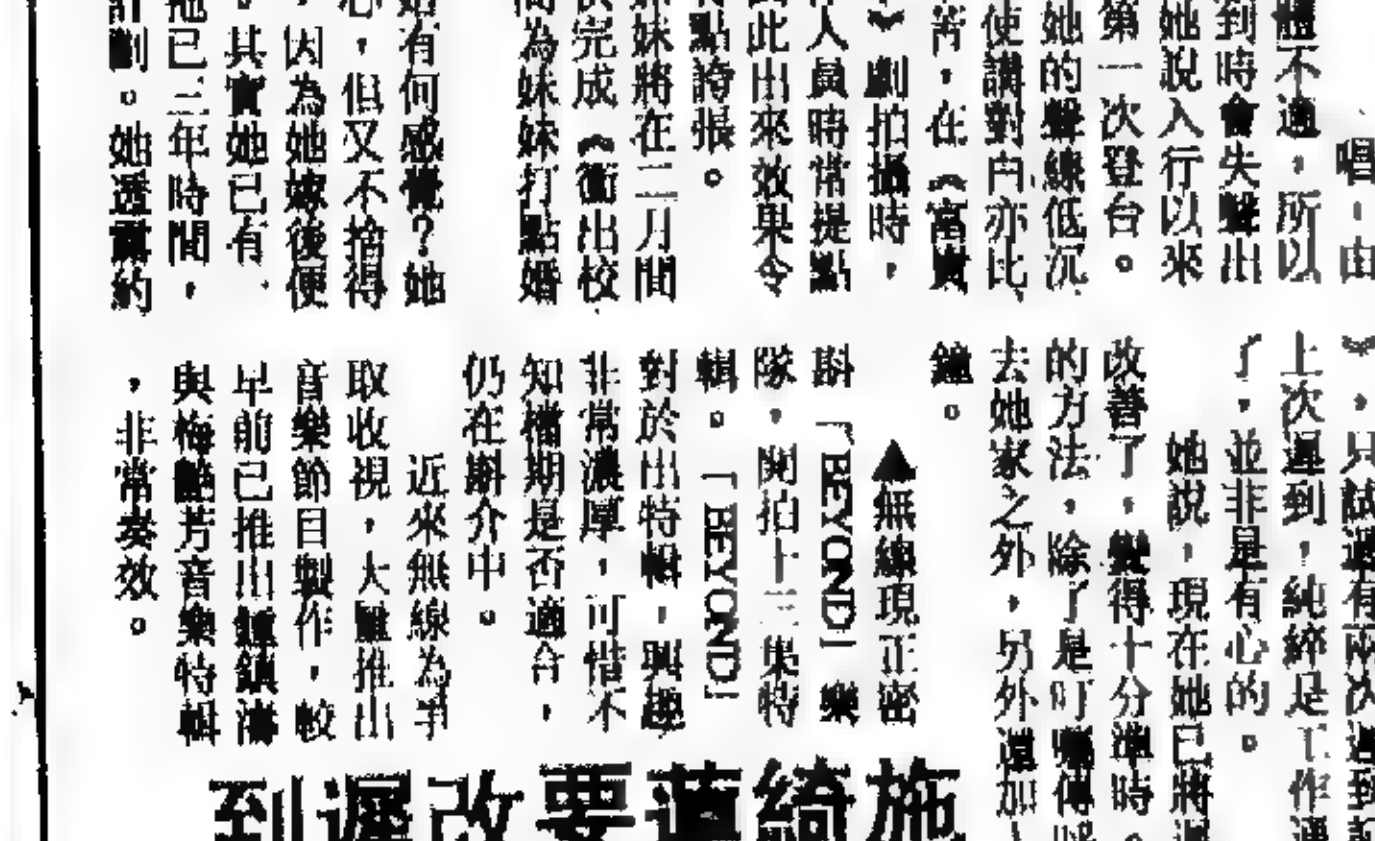 唱，由
體不適，所以
到時會失聲出
她說入行以來
第一次登台。
她的聲線低沉
使講對白亦比
苦，在《富貴
》劇拍攝時，
人員時常提點
此出來效果令
點誇張。
妹將在二月間
完成《衝出校
為妹妹打點婚
有何感覺？她
心，但又不捨得
，因為她嫁後便
。其實她已有
已三年時間，
計劃。她透露約
》，只試過有兩次遲到記
上次遲到，純粹是工作運
了，並非是有心的。
她說，現在她已將遲
改善了，變得十分準時。
的方法，除了是叮囑傳呼
去她家之外，另外還加
鐘。
▲無線現正密
斟「BEYOND」樂
隊，開拍十三集特
輯。「BEYOND」
對於出特輯，興趣
非常濃厚，可惜不
知檔期是否適合，
仍在斟介中。
近來無線為爭
取收視，大量推出
音樂節目製作，較
早前已推出鍾鎮濤
與梅艷芳音樂特輯
，非常奏效。
施綺蓮要改遲到